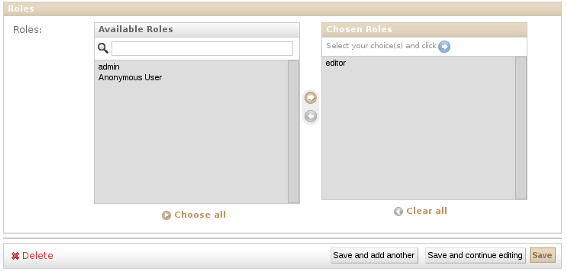 Roles
Roles:
Available Roles
Chosen Roles
Select your choice(s) and click
admin
Anonymous User
editor
Choose all
Clear all
Delete
Save and add another
Save and continue editing
Save